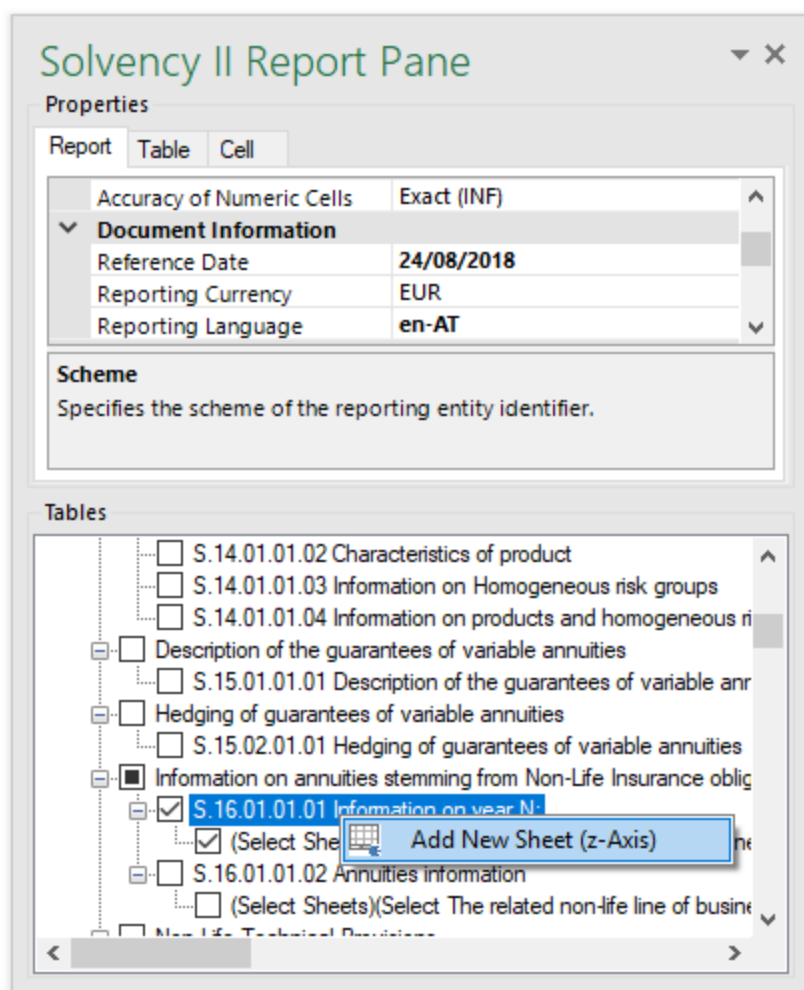 Solvency II Report Pane
Properties
Report Table Cell
Accuracy of Numeric Cells Exact (INF)
Document Information
Reference Date 24/08/2018
Reporting Currency EUR
Reporting Language en-AT
Scheme
Specifies the scheme of the reporting entity identifier.
Tables
S.14.01.01.02 Characteristics of product
S.14.01.01.03 Information on Homogeneous risk groups
S.14.01.01.04 Information on products and homogeneous ri
Description of the guarantees of variable annuities
S.15.01.01.01 Description of the guarantees of variable anr
Hedging of guarantees of variable annuities
S.15.02.01.01 Hedging of guarantees of variable annuities
Information on annuities stemming from Non-Life Insurance oblig
S.16.01.01.01 Information on year N:
(Select She Add New Sheet (z-Axis) ne
S.16.01.01.02 Annuities information
(Select Sheets)(Select The related non-life line of busine
Non-Life Technical Provisions